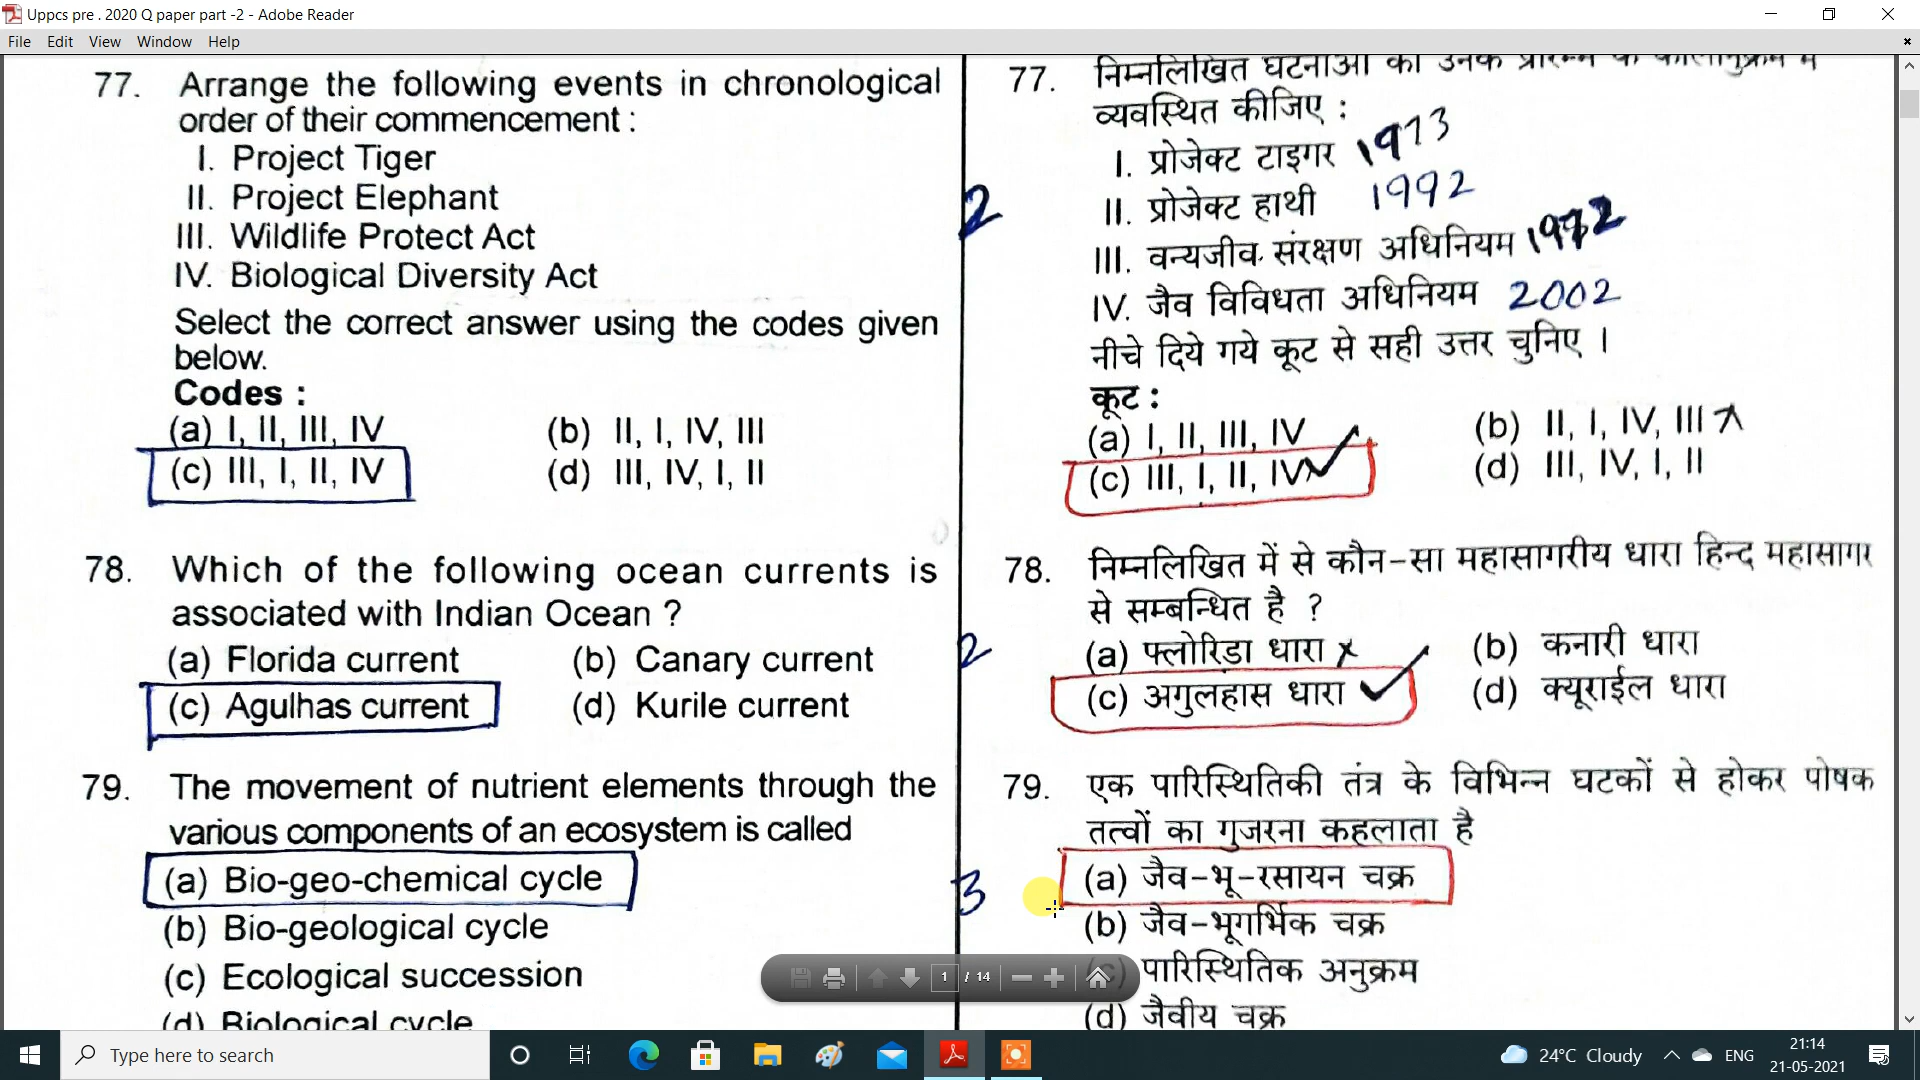 Uppcs pre . 2020 Q paper part -2 - Adobe Reader
File Edit View Window Help
77. Arrange the following events in chronological
order of their commencement :
I. Project Tiger
II. Project Elephant
III. Wildlife Protect Act
IV. Biological Diversity Act
Select the correct answer using the codes given
below.
Codes :
(a) I, II, III, IV (b) II, I, IV, III
(c) III, I, II, IV (d) III, IV, I, II
78. Which of the following ocean currents is
associated with Indian Ocean ?
(a) Florida current (b) Canary current
(c) Agulhas current (d) Kurile current
79. The movement of nutrient elements through the
various components of an ecosystem is called
(a) Bio-geo-chemical cycle
(b) Bio-geological cycle
(c) Ecological succession
(d) Biological cycle
2
2
3
77. निम्नलिखित घटनाओं को उनके प्रारम्भ के कालानुक्रम में
व्यवस्थित कीजिए :
I. प्रोजेक्ट टाइगर 1973
II. प्रोजेक्ट हाथी 1992
III. वन्यजीव संरक्षण अधिनियम 1972
IV. जैव विविधता अधिनियम 2002
नीचे दिये गये कूट से सही उत्तर चुनिए ।
कूट :
(a) I, II, III, IV (b) II, I, IV, III
(c) III, I, II, IV (d) III, IV, I, II
78. निम्नलिखित में से कौन-सा महासागरीय धारा हिन्द महासागर
से सम्बन्धित है ?
(a) फ्लोरिडा धारा (b) कनारी धारा
(c) अगुलहास धारा (d) क्यूराईल धारा
79. एक पारिस्थितिकी तंत्र के विभिन्न घटकों से होकर पोषक
तत्वों का गुजरना कहलाता है
(a) जैव-भू-रसायन चक्र
(b) जैव-भूगर्भिक चक्र
(c) पारिस्थितिक अनुक्रम
(d) जैवीय चक्र
1 / 14
Type here to search
24°C Cloudy
ENG
21:14
21-05-2021